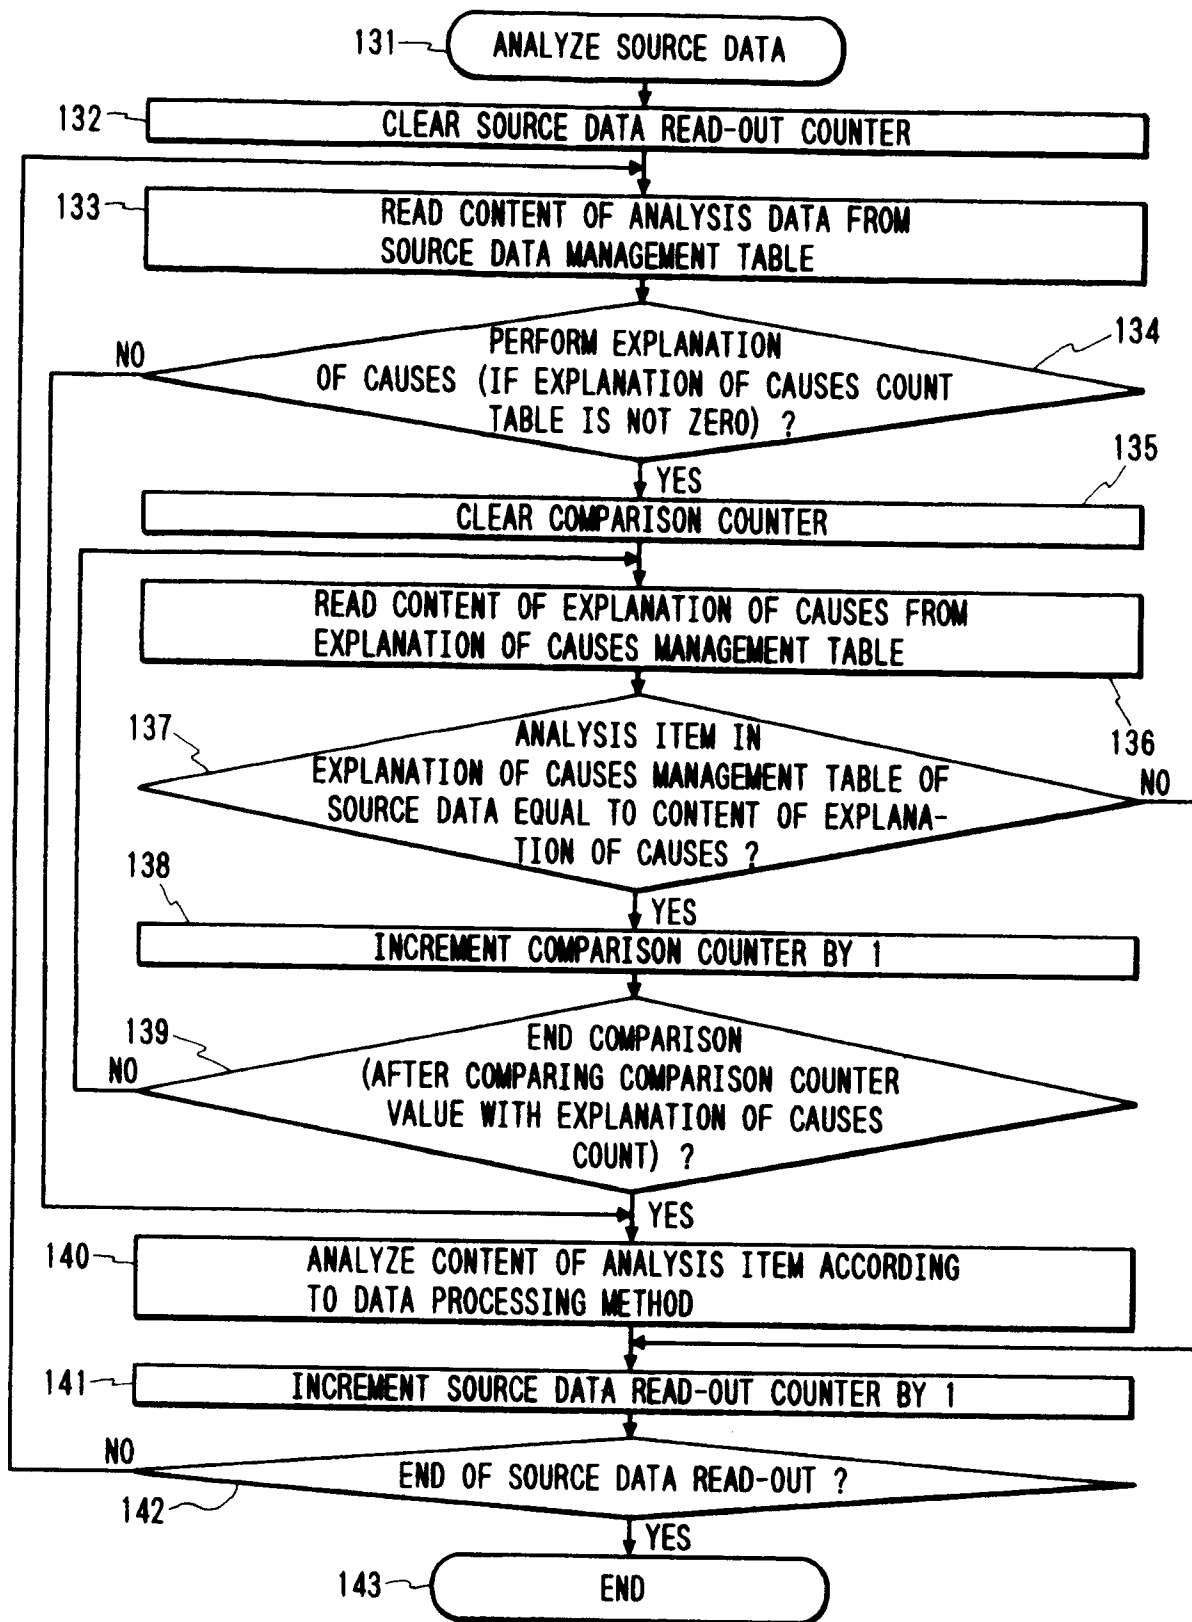 131
ANALYZE SOURCE DATA
132
CLEAR SOURCE DATA READ-OUT COUNTER
133
READ CONTENT OF ANALYSIS DATA FROM
SOURCE DATA MANAGEMENT TABLE
134
NO
PERFORM EXPLANATION
OF CAUSES (IF EXPLANATION OF CAUSES COUNT
TABLE IS NOT ZERO) ?
YES
135
CLEAR COMPARISON COUNTER
READ CONTENT OF EXPLANATION OF CAUSES FROM
EXPLANATION OF CAUSES MANAGEMENT TABLE
136
137
ANALYSIS ITEM IN
EXPLANATION OF CAUSES MANAGEMENT TABLE OF
SOURCE DATA EQUAL TO CONTENT OF EXPLANA-
TION OF CAUSES ?
NO
YES
138
INCREMENT COMPARISON COUNTER BY 1
139
END COMPARISON
(AFTER COMPARING COMPARISON COUNTER
VALUE WITH EXPLANATION OF CAUSES
COUNT) ?
NO
YES
140
ANALYZE CONTENT OF ANALYSIS ITEM ACCORDING
TO DATA PROCESSING METHOD
141
INCREMENT SOURCE DATA READ-OUT COUNTER BY 1
NO
END OF SOURCE DATA READ-OUT ?
142
YES
143
END